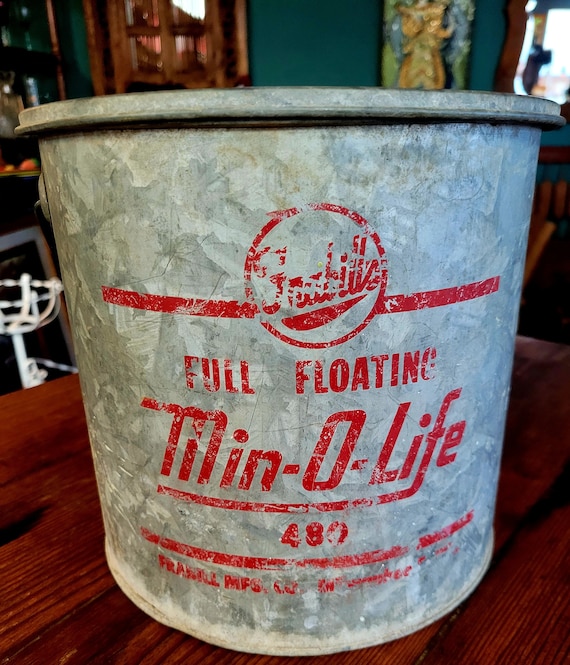 Frabill's
FULL FLOATING
Min-O-Life
480
FRABILL MFG. CO.